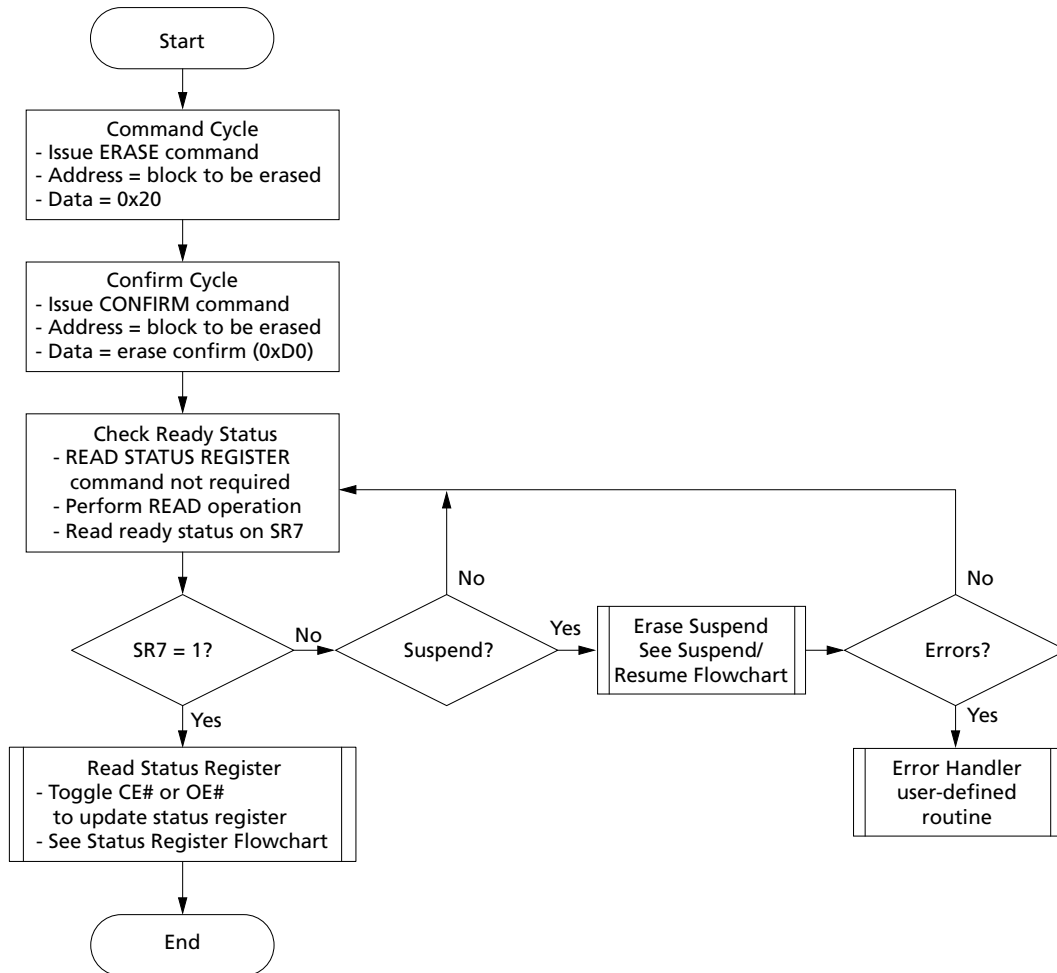 Start
Command Cycle
- Issue ERASE command
- Address = block to be erased
- Data = 0x20
Confirm Cycle
- Issue CONFIRM command
- Address = block to be erased
- Data = erase confirm (0xD0)
Check Ready Status
- READ STATUS REGISTER
command not required
- Perform READ operation
- Read ready status on SR7
No
No
SR7 = 1?
No
Suspend?
Yes
Erase Suspend
See Suspend/
Resume Flowchart
Errors?
Yes
Yes
Read Status Register
- Toggle CE# or OE#
to update status register
- See Status Register Flowchart
Error Handler
user-defined
routine
End